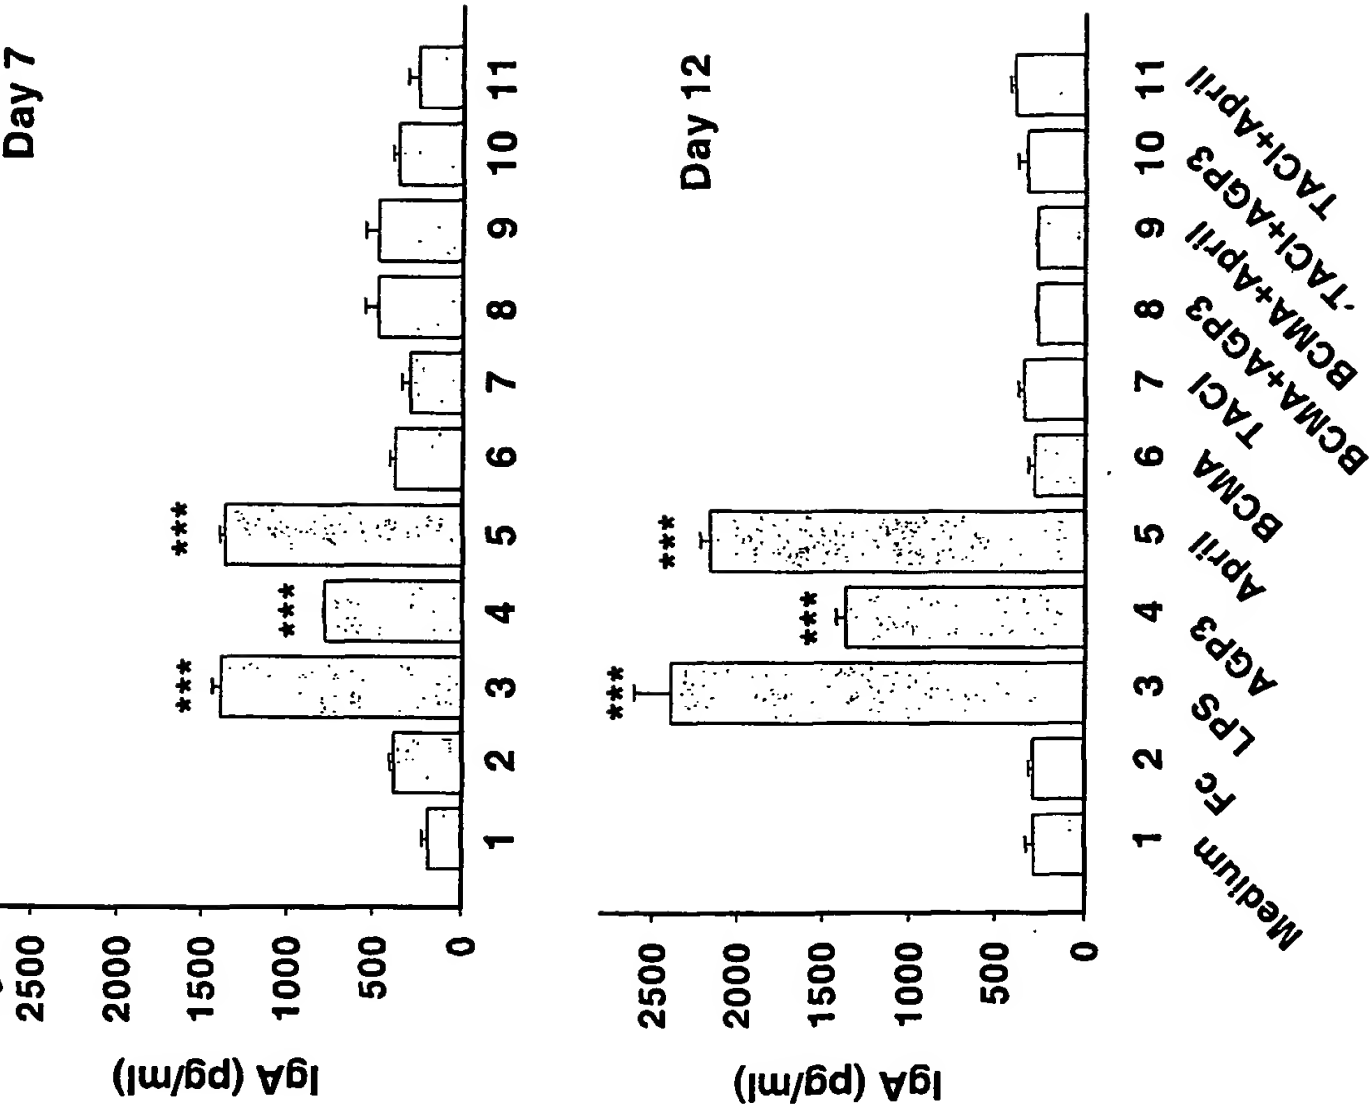 Day 7
IgA (pg/ml)
2500
2000
1500
1000
500
0
***
***
***
1 2 3 4 5 6 7 8 9 10 11
Day 12
IgA (pg/ml)
2500
2000
1500
1000
500
0
***
***
***
1 2 3 4 5 6 7 8 9 10 11
Medium
Fc
LPS
AGP3
April
BCMA
TACI
BCMA+AGP3
BCMA+April
TACI+AGP3
TACI+April